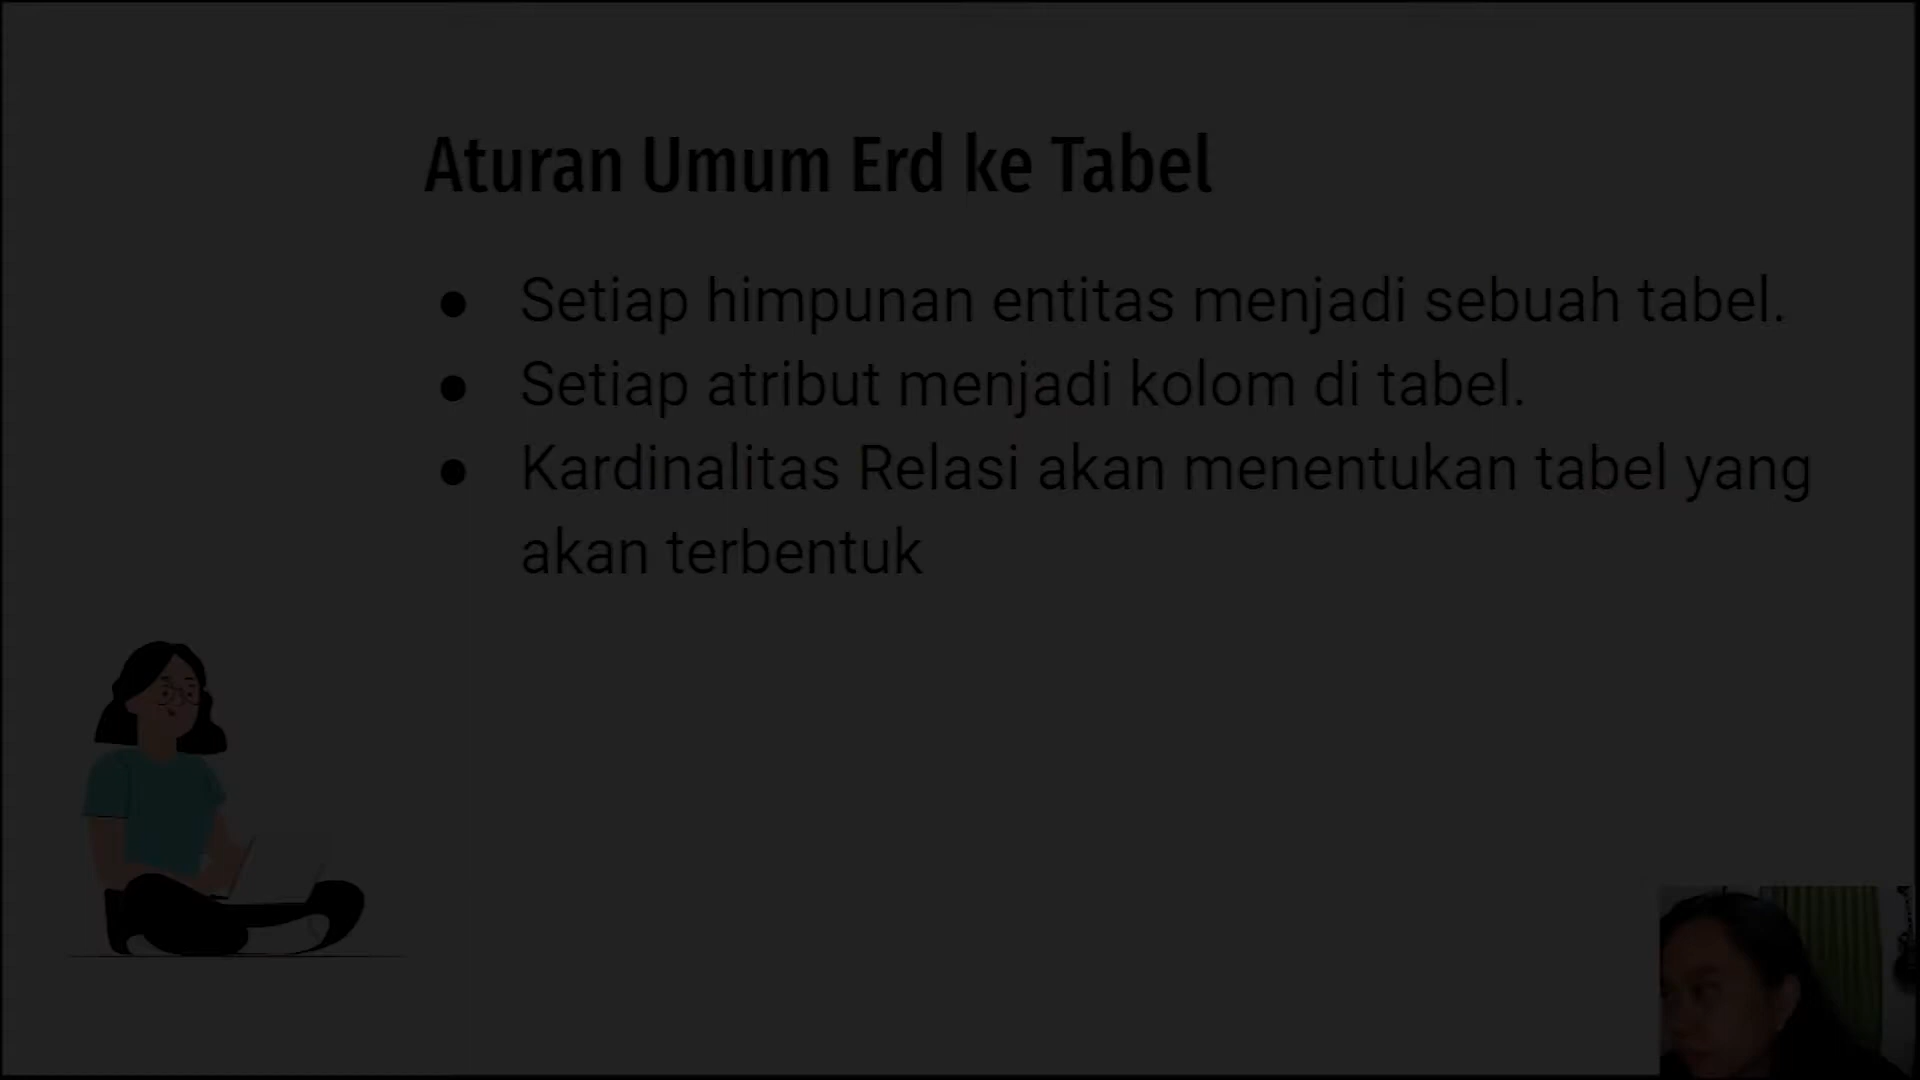 Aturan Umum Erd ke Tabel
● Setiap himpunan entitas menjadi sebuah tabel.
● Setiap atribut menjadi kolom di tabel.
● Kardinalitas Relasi akan menentukan tabel yang
akan terbentuk